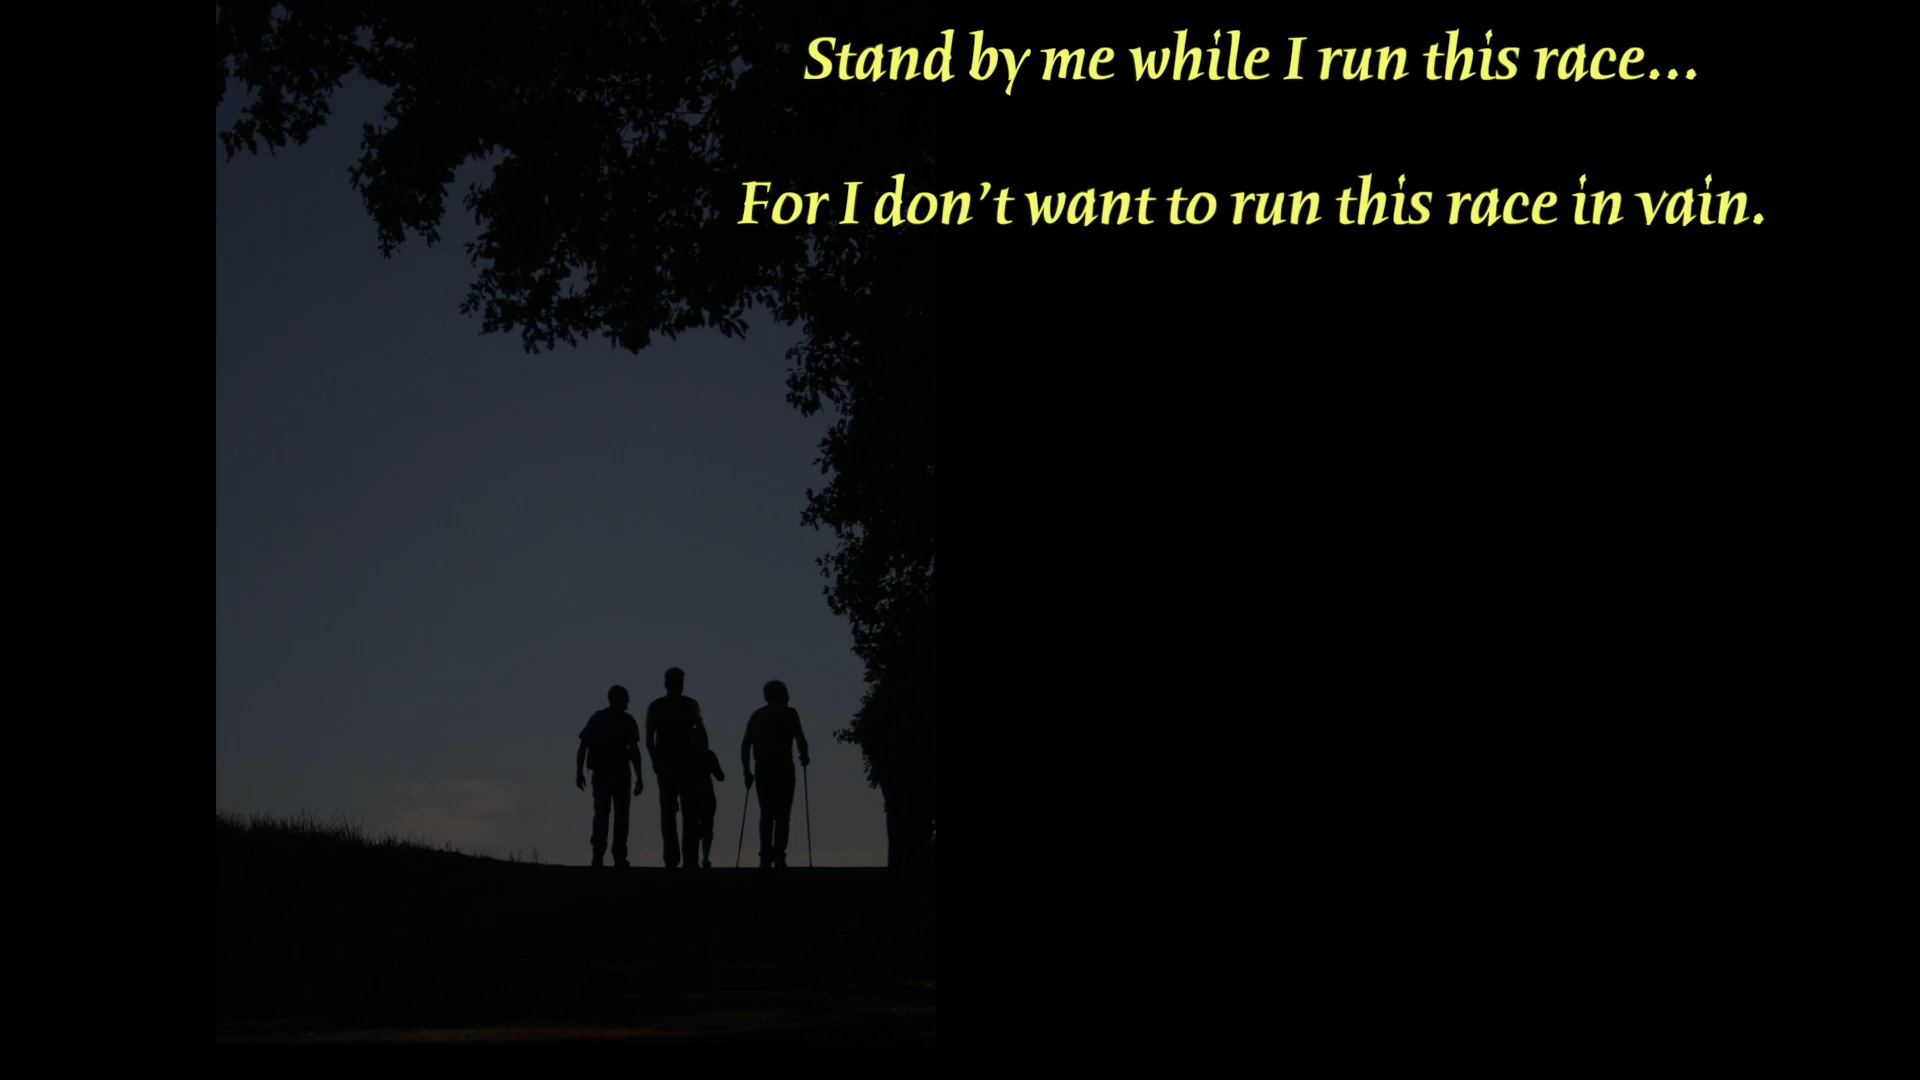 Stand by me while I run this race...
For I don't want to run this race in vain.